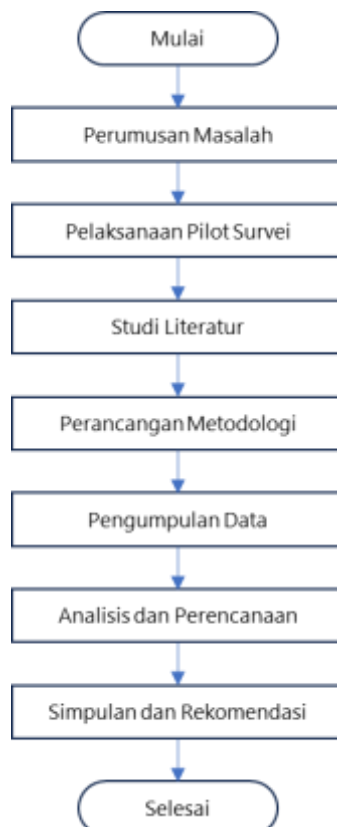 Mulai
Perumusan Masalah
Pelaksanaan Pilot Survei
Studi Literatur
Perancangan Metodologi
Pengumpulan Data
Analisis dan Perencanaan
Simpulan dan Rekomendasi
Selesai